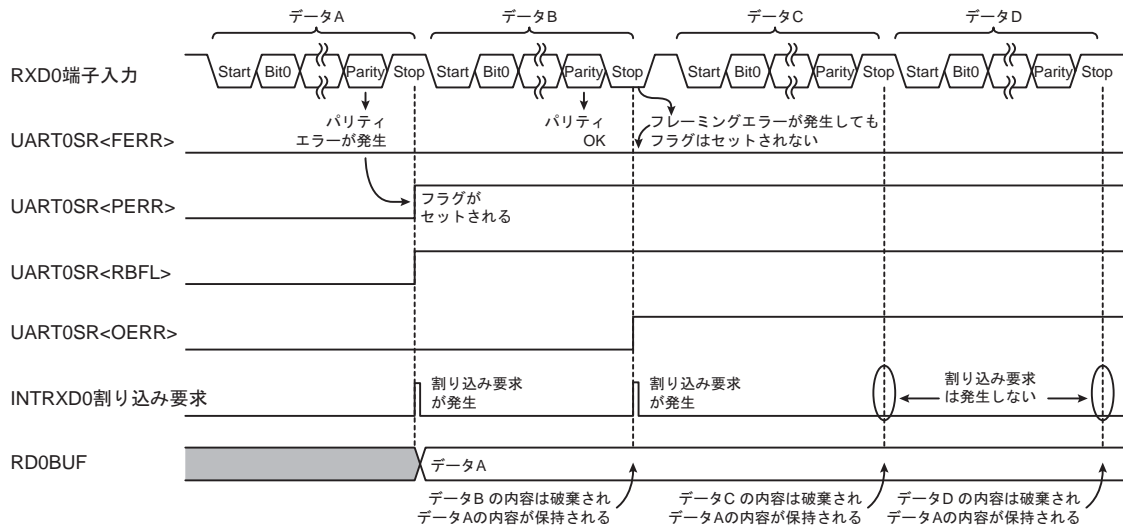 データA
データB
データC
データD
RXD0端子入力
Start Bit0 Parity Stop Start Bit0 Parity Stop Start Bit0 Parity Stop Start Bit0 Parity Stop
パリティ
エラーが発生
パリティ
OK
フレーミングエラーが発生しても
フラグはセットされない
UART0SR<FERR>
UART0SR<PERR>
フラグが
セットされる
UART0SR<RBFL>
UART0SR<OERR>
INTRXD0割り込み要求
割り込み要求
が発生
割り込み要求
が発生
割り込み要求
は発生しない
RD0BUF
データA
データB の内容は破棄され
データAの内容が保持される
データC の内容は破棄され
データAの内容が保持される
データD の内容は破棄され
データAの内容が保持される